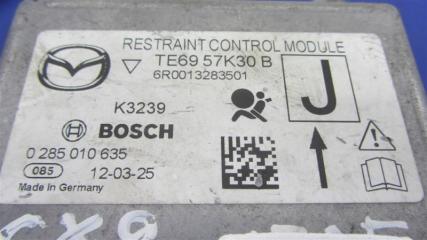 RESTRAINT CONTROL MODULE
TE69 57K30 B
6R0013283501
J
K3239
BOSCH
0 285 010 635
085 12-03-25
Made in Germany